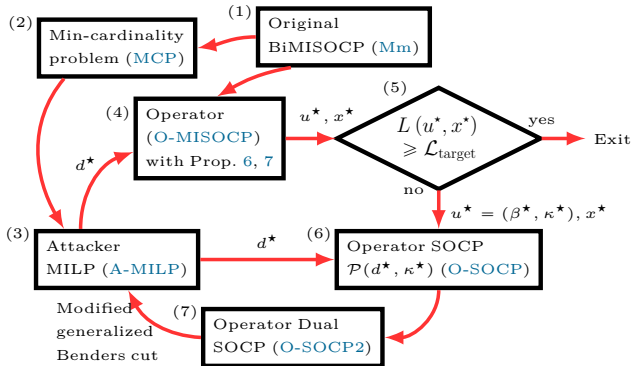 (1)
Original
BiMISOCP (Mm)
(2)
Min-cardinality
problem (MCP)
(4)
Operator
(O-MISOCP)
with Prop. 6, 7
u★, x★
(5)
L (u★, x★)
⩾ ℒtarget
yes
Exit
no
d★
u★ = (β★, κ★), x★
(3)
Attacker
MILP (A-MILP)
d★
(6)
Operator SOCP
𝒫(d★, κ★) (O-SOCP)
Modified
generalized
Benders cut
(7)
Operator Dual
SOCP (O-SOCP2)